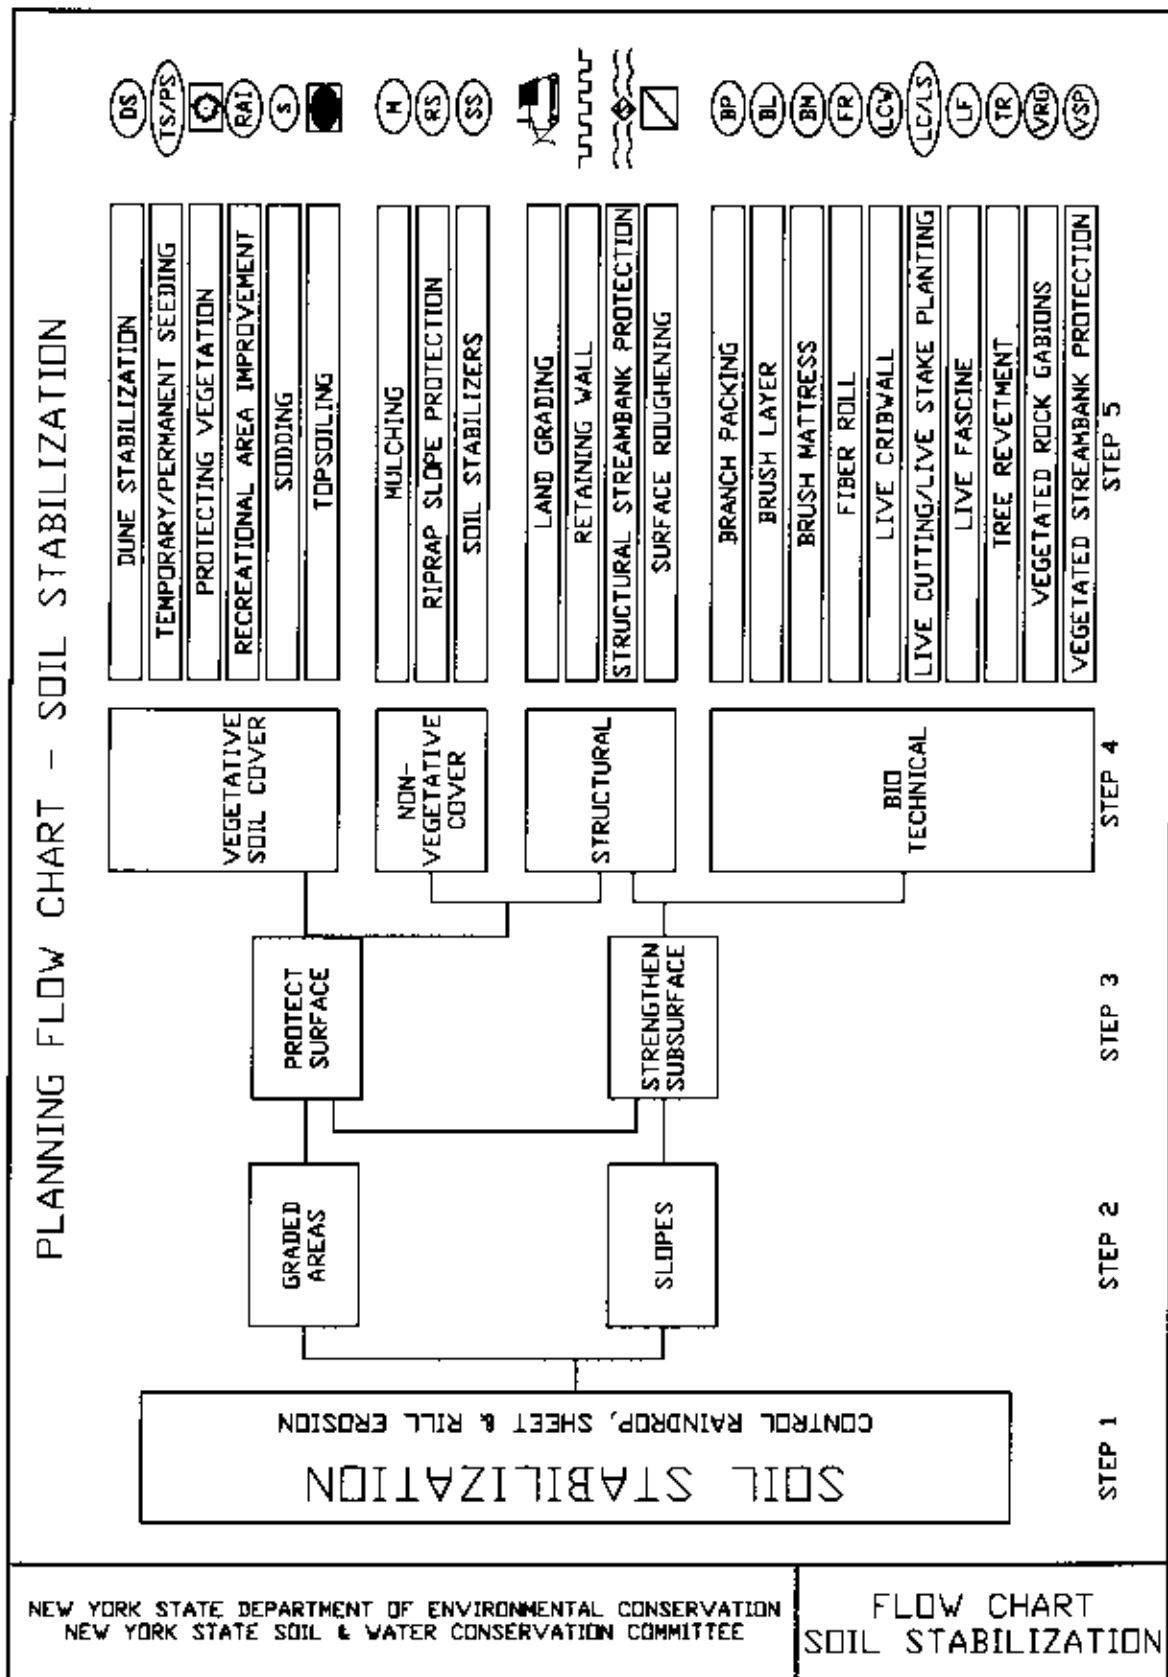 PLANNING FLOW CHART - SOIL STABILIZATION
SOIL STABILIZATION
CONTROL RAINDROP, SHEET & RILL EROSION
STEP 1
GRADED
AREAS
SLOPES
STEP 2
PROTECT
SURFACE
STRENGTHEN
SUBSURFACE
STEP 3
VEGETATIVE
SOIL COVER
NON-
VEGETATIVE
COVER
STRUCTURAL
BIO
TECHNICAL
STEP 4
DUNE STABILIZATION
DS
TEMPORARY/PERMANENT SEEDING
TS/PS
PROTECTING VEGETATION
RECREATIONAL AREA IMPROVEMENT
RAI
SODDING
S
TOPSOILING
MULCHING
M
RIPRAP SLOPE PROTECTION
RS
SOIL STABILIZERS
SS
LAND GRADING
RETAINING WALL
STRUCTURAL STREAMBANK PROTECTION
S
SURFACE ROUGHENING
BRANCH PACKING
BP
BRUSH LAYER
BL
BRUSH MATTRESS
BM
FIBER ROLL
FR
LIVE CRIBWALL
LCW
LIVE CUTTING/LIVE STAKE PLANTING
LC/LS
LIVE FASCINE
LF
TREE REVETMENT
TR
VEGETATED ROCK GABIONS
VRG
VEGETATED STREAMBANK PROTECTION
VSP
STEP 5
NEW YORK STATE DEPARTMENT OF ENVIRONMENTAL CONSERVATION
NEW YORK STATE SOIL & WATER CONSERVATION COMMITTEE
FLOW CHART
SOIL STABILIZATION